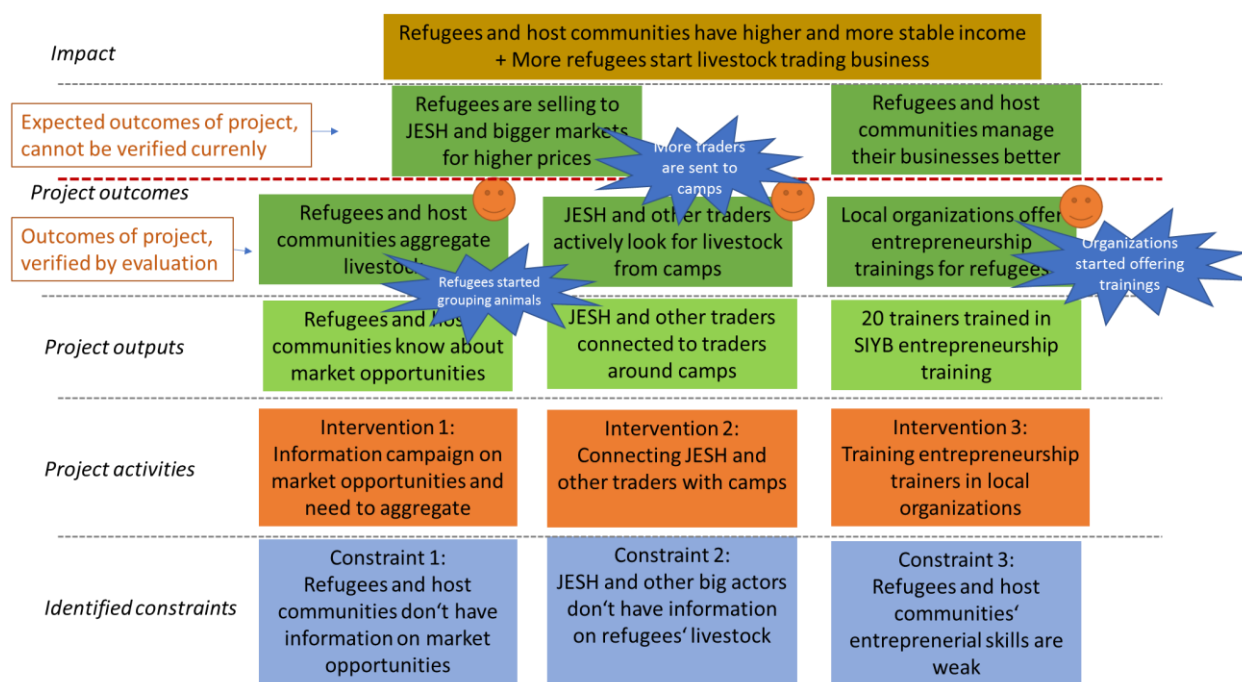 Impact
Refugees and host communities have higher and more stable income
+ More refugees start livestock trading business
Expected outcomes of project,
cannot be verified currenly
Refugees are selling to
JESH and bigger markets
for higher prices
More traders
are sent to
camps
Refugees and host
communities manage
their businesses better
Project outcomes
Outcomes of project,
verified by evaluation
Refugees and host
communities aggregate
livestock
Refugees started
grouping animals
JESH and other traders
actively look for livestock
from camps
Local organizations offer
entrepreneurship
trainings for refugees
Organizations
started offering
trainings
Project outputs
Refugees and host
communities know about
market opportunities
JESH and other traders
connected to traders
around camps
20 trainers trained in
SIYB entrepreneurship
training
Project activities
Intervention 1:
Information campaign on
market opportunities and
need to aggregate
Intervention 2:
Connecting JESH and
other traders with camps
Intervention 3:
Training entrepreneurship
trainers in local
organizations
Identified constraints
Constraint 1:
Refugees and host
communities don‘t have
information on market
opportunities
Constraint 2:
JESH and other big actors
don‘t have information
on refugees‘ livestock
Constraint 3:
Refugees and host
communities‘
entreprenerial skills are
weak